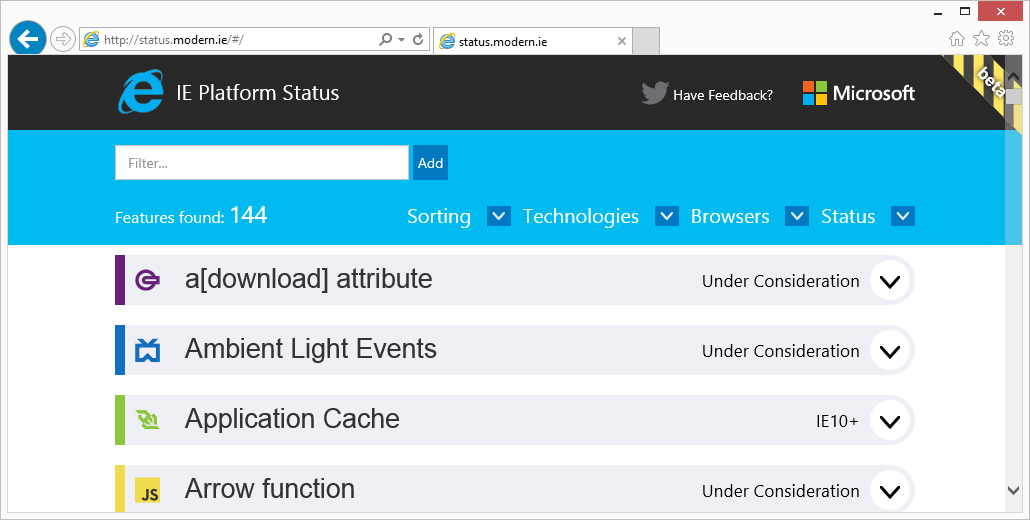 http://status.modern.ie/#/
status.modern.ie
IE Platform Status
Have Feedback?
Microsoft
beta
Filter...
Add
Features found: 144
Sorting
Technologies
Browsers
Status
a[download] attribute
Under Consideration
Ambient Light Events
Under Consideration
Application Cache
IE10+
JS
Arrow function
Under Consideration